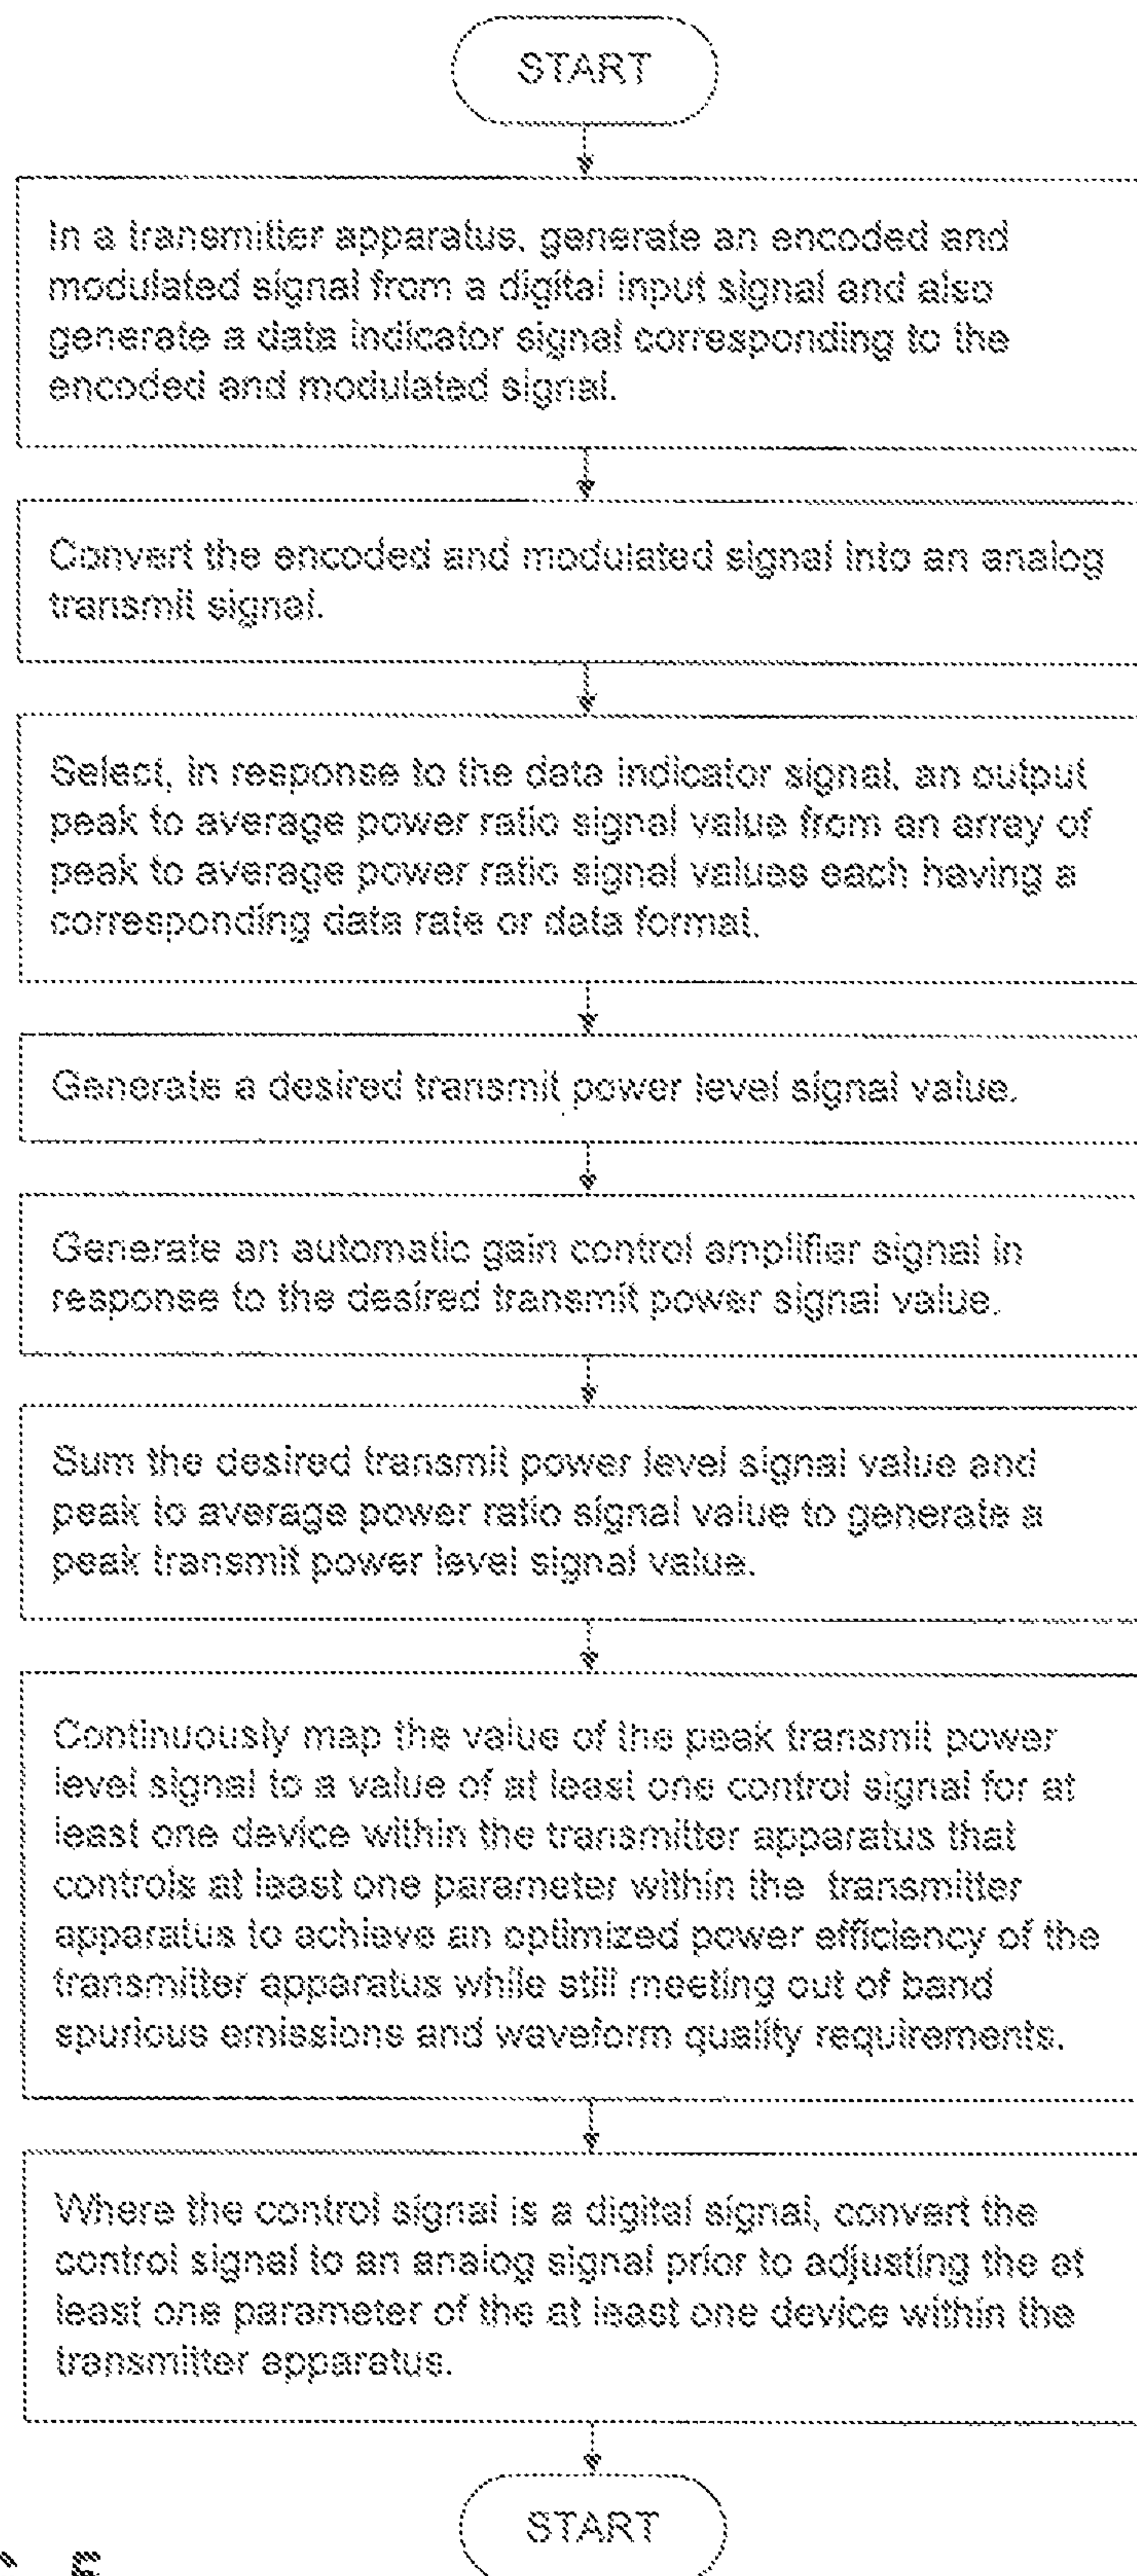 START
In a transmitter apparatus, generate an encoded and
modulated signal from a digital input signal and also
generate a data indicator signal corresponding to the
encoded and modulated signal.
Convert the encoded and modulated signal into an analog
transmit signal.
Select, in response to the data indicator signal, an output
peak to average power ratio signal value from an array of
peak to average power ratio signal values each having a
corresponding data rate or data format.
Generate a desired transmit power level signal value.
Generate an automatic gain control amplifier signal in
response to the desired transmit power signal value.
Sum the desired transmit power level signal value and
peak to average power ratio signal value to generate a
peak transmit power level signal value.
Continuously map the value of the peak transmit power
level signal to a value of at least one control signal for at
least one device within the transmitter apparatus that
controls at least one parameter within the transmitter
apparatus to achieve an optimized power efficiency of the
transmitter apparatus while still meeting out of band
spurious emissions and waveform quality requirements.
Where the control signal is a digital signal, convert the
control signal to an analog signal prior to adjusting the at
least one parameter of the at least one device within the
transmitter apparatus.
START